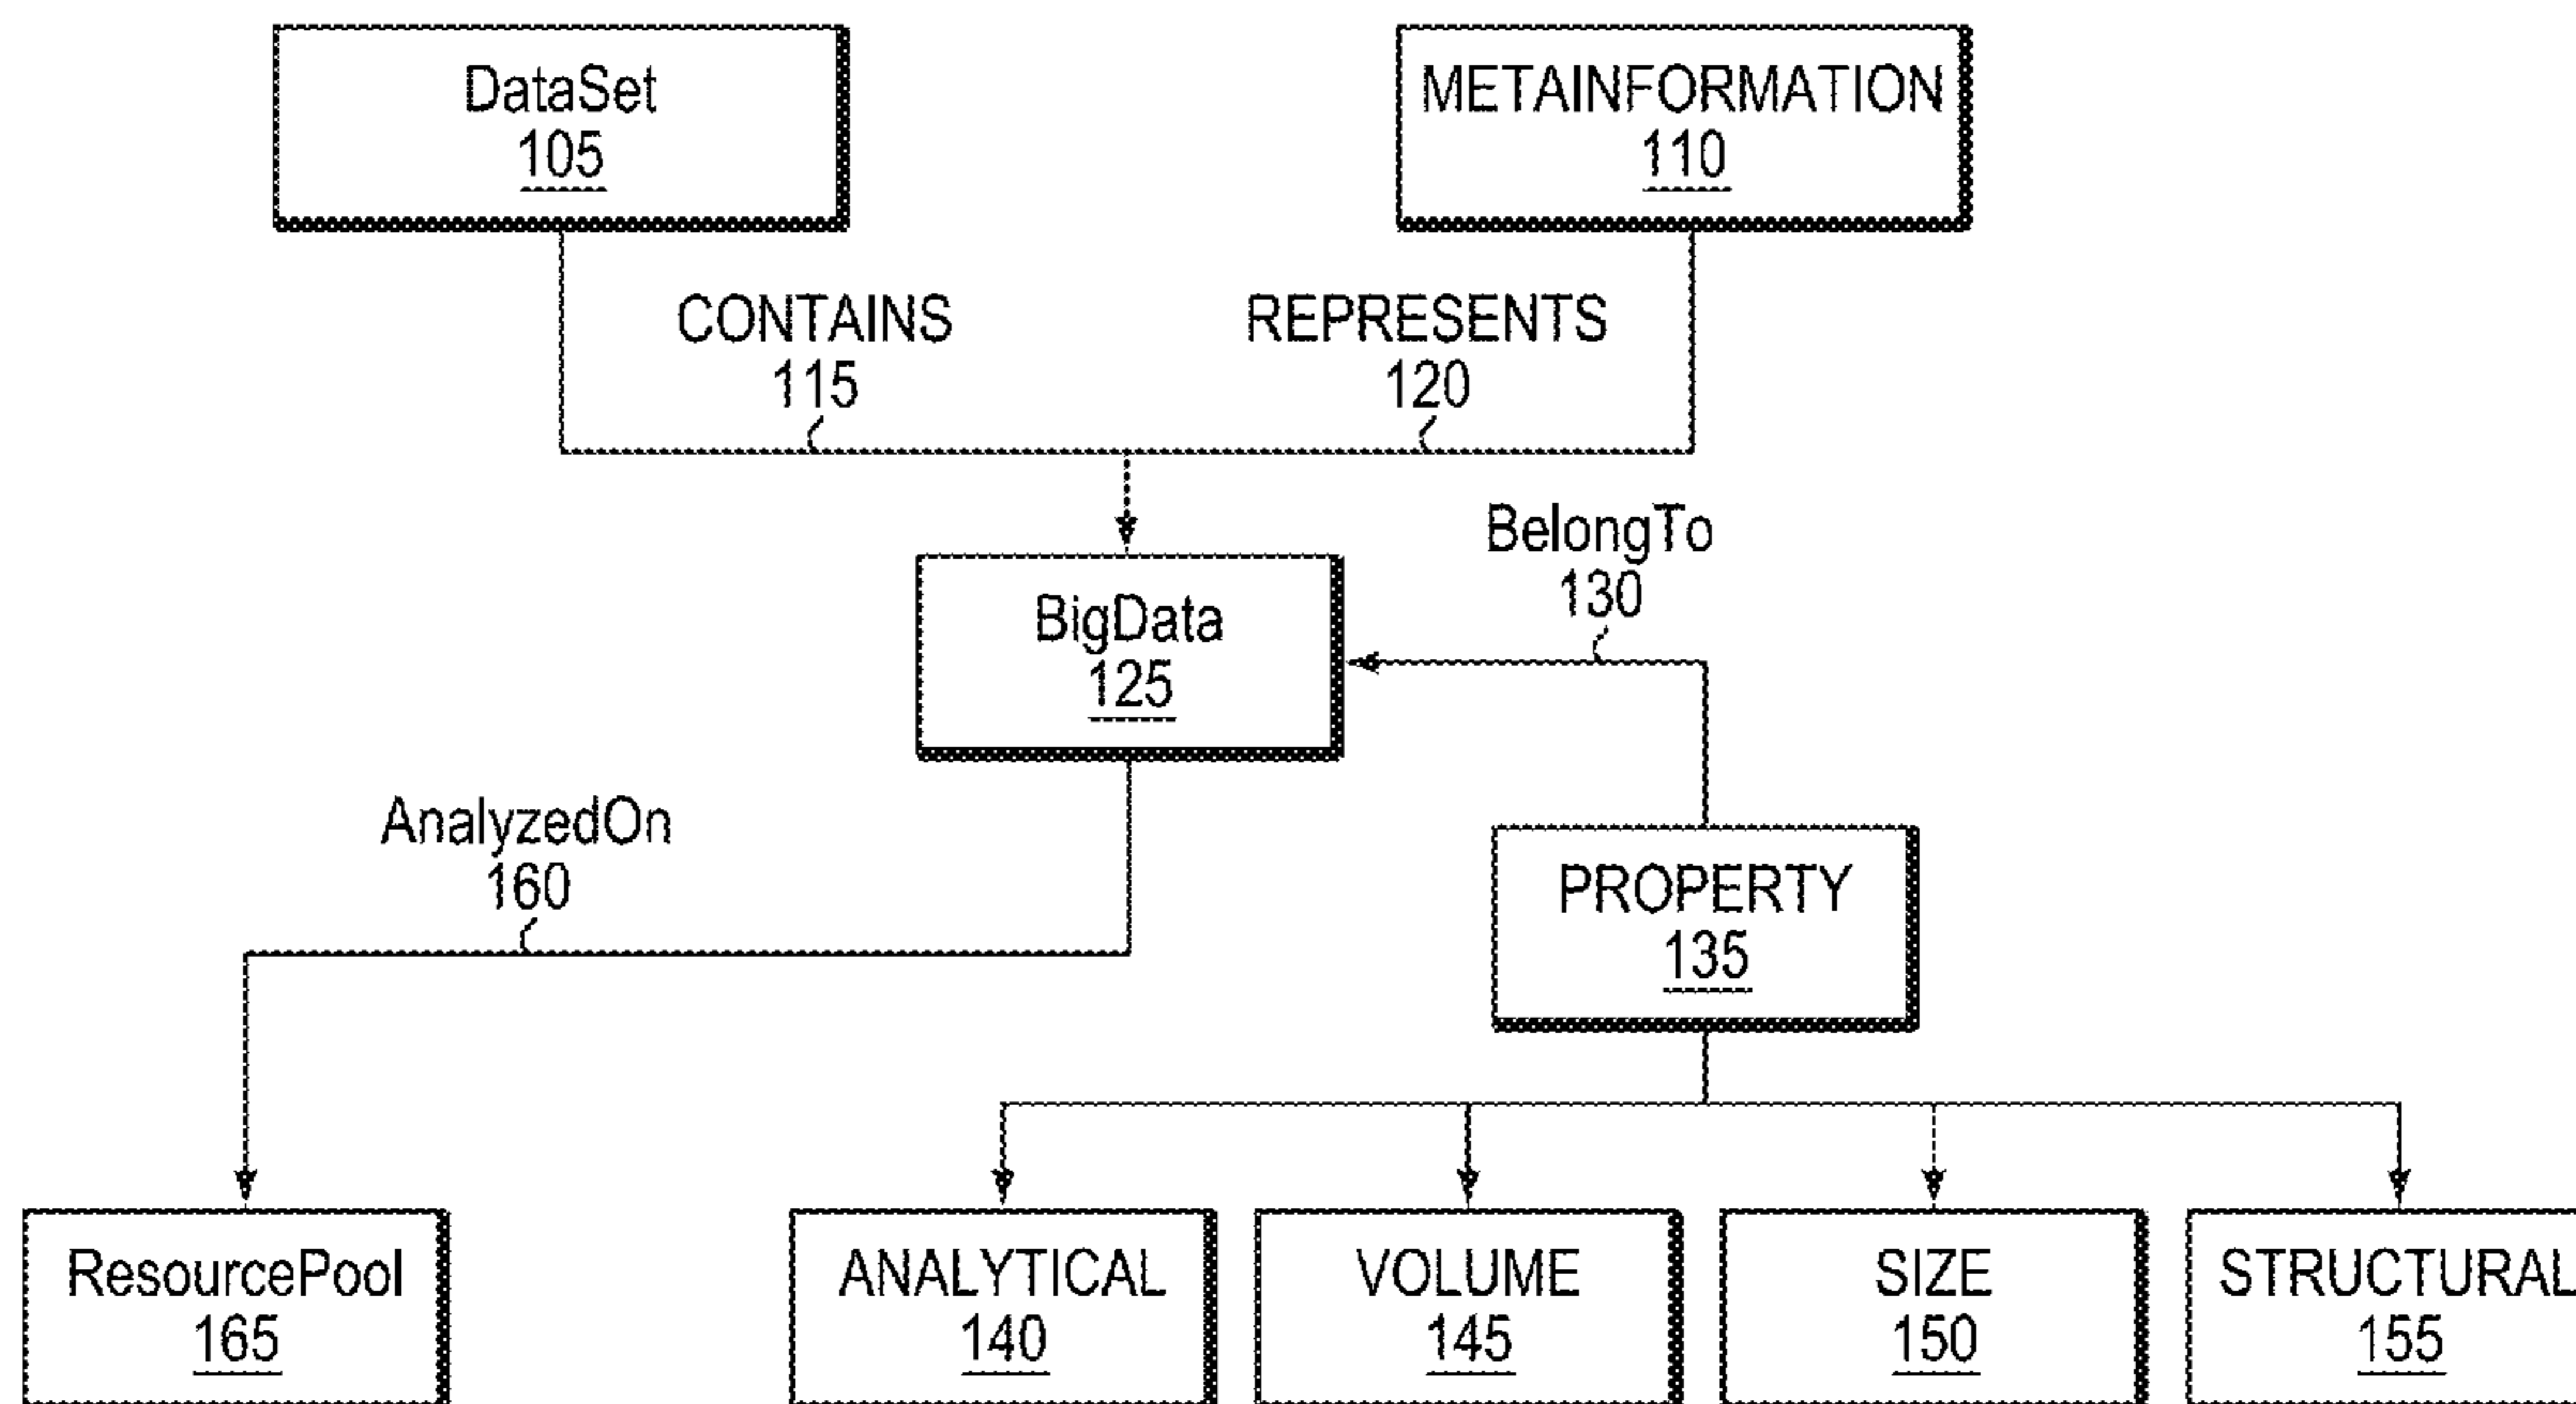 DataSet
105
METAINFORMATION
110
CONTAINS
115
REPRESENTS
120
BelongTo
130
BigData
125
AnalyzedOn
160
PROPERTY
135
ResourcePool
165
ANALYTICAL
140
VOLUME
145
SIZE
150
STRUCTURAL
155